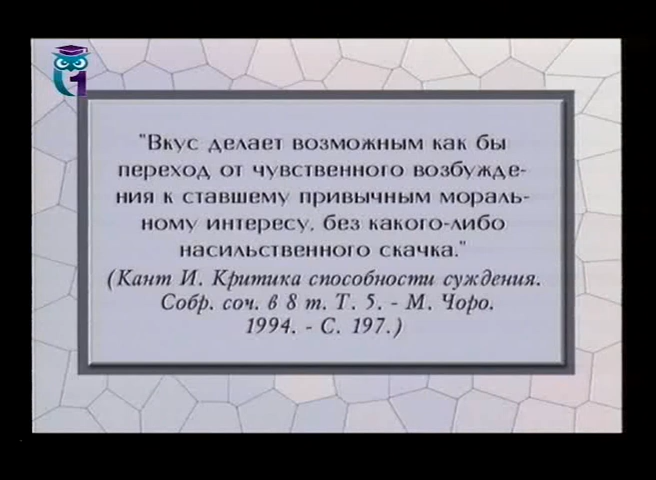 1
"Вкус делает возможным как бы
переход от чувственного возбужде-
ния к ставшему привычным мораль-
ному интересу, без какого-либо
насильственного скачка."
(Кант И. Критика способности суждения.
Собр. соч. в 8 т. Т. 5. - М. Чоро.
1994. - С. 197.)